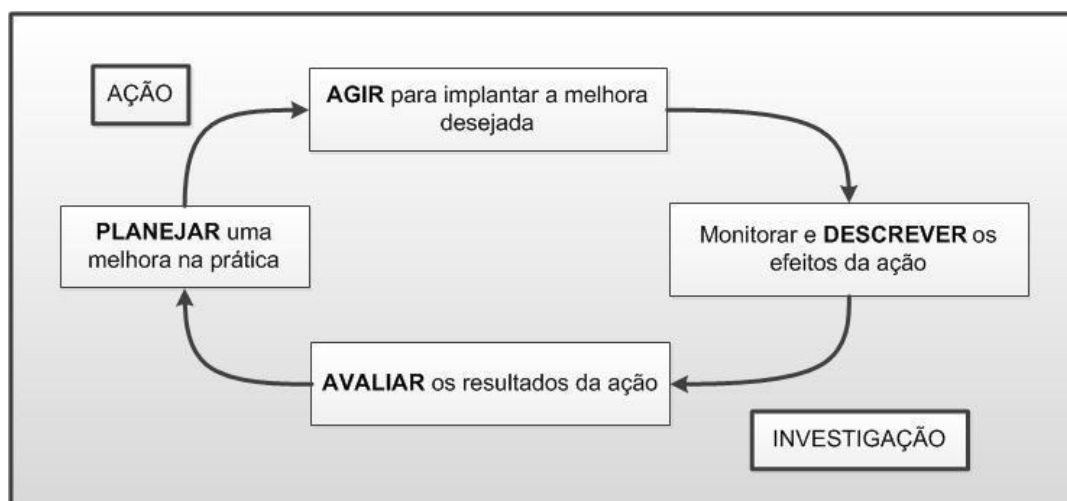 AÇÃO
AGIR para implantar a melhora
desejada
PLANEJAR uma
melhora na prática
Monitorar e DESCREVER os
efeitos da ação
AVALIAR os resultados da ação
INVESTIGAÇÃO